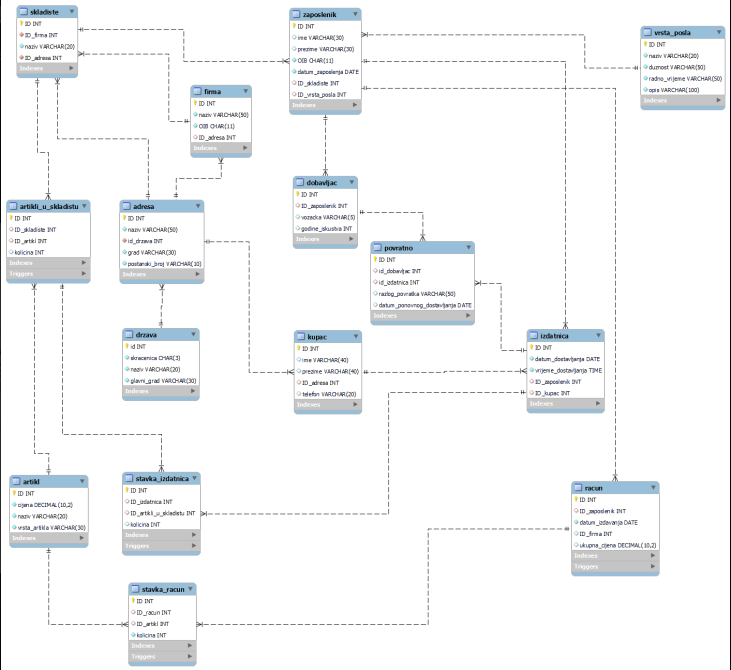 skladiste
ID INT
ID_firma INT
naziv VARCHAR(20)
ID_adresa INT
Indexes
zaposlenik
ID INT
ime VARCHAR(30)
prezime VARCHAR(30)
OIB CHAR(11)
datum_zaposlenja DATE
ID_skladiste INT
ID_vrsta_posla INT
Indexes
vrsta_posla
ID INT
naziv VARCHAR(20)
duznost VARCHAR(50)
radno_vrijeme VARCHAR(50)
opis VARCHAR(100)
Indexes
firma
ID INT
naziv VARCHAR(50)
OIB CHAR(11)
ID_adresa INT
Indexes
artikli_u_skladistu
ID INT
ID_skladiste INT
ID_artikl INT
kolicina INT
Indexes
Triggers
adresa
ID INT
naziv VARCHAR(50)
id_drzava INT
grad VARCHAR(30)
postanski_broj VARCHAR(10)
Indexes
dobavljac
ID INT
ID_zaposlenik INT
vozacka VARCHAR(5)
godine_iskustva INT
Indexes
povratno
ID INT
id_dobavljac INT
id_izdatnica INT
razlog_povratka VARCHAR(50)
datum_ponovnog_dostavljanja DATE
Indexes
drzava
id INT
skracenica CHAR(3)
naziv VARCHAR(20)
glavni_grad VARCHAR(30)
Indexes
kupac
ID INT
ime VARCHAR(40)
prezime VARCHAR(40)
ID_adresa INT
telefon VARCHAR(20)
Indexes
izdatnica
ID INT
datum_dostavljanja DATE
vrijeme_dostavljanja TIME
ID_zaposlenik INT
ID_kupac INT
Indexes
artikl
ID INT
cijena DECIMAL(10,2)
naziv VARCHAR(20)
vrsta_artikla VARCHAR(30)
Indexes
stavka_izdatnica
ID INT
ID_izdatnica INT
ID_artikli_u_skladistu INT
kolicina INT
Indexes
Triggers
racun
ID INT
ID_zaposlenik INT
datum_izdavanja DATE
ID_firma INT
ukupna_cijena DECIMAL(10,2)
Indexes
Triggers
stavka_racun
ID INT
ID_racun INT
ID_artikl INT
kolicina INT
Indexes
Triggers